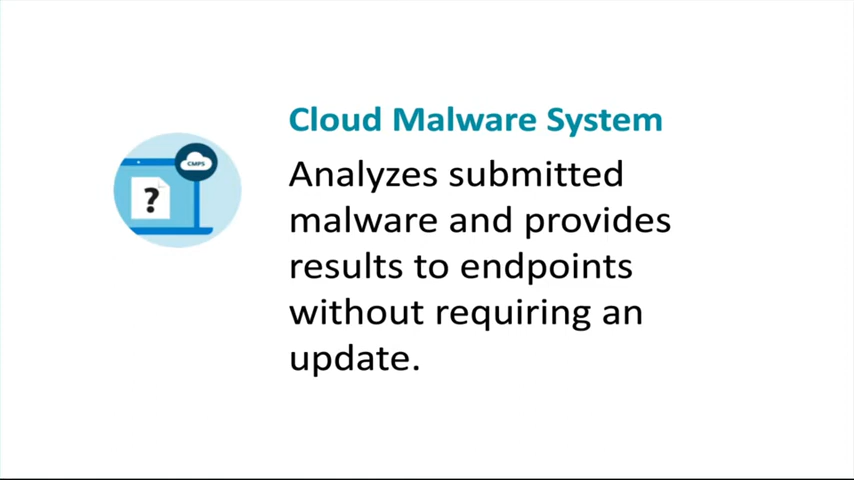 Cloud Malware System
Analyzes submitted
malware and provides
results to endpoints
without requiring an
update.
CMPS
?